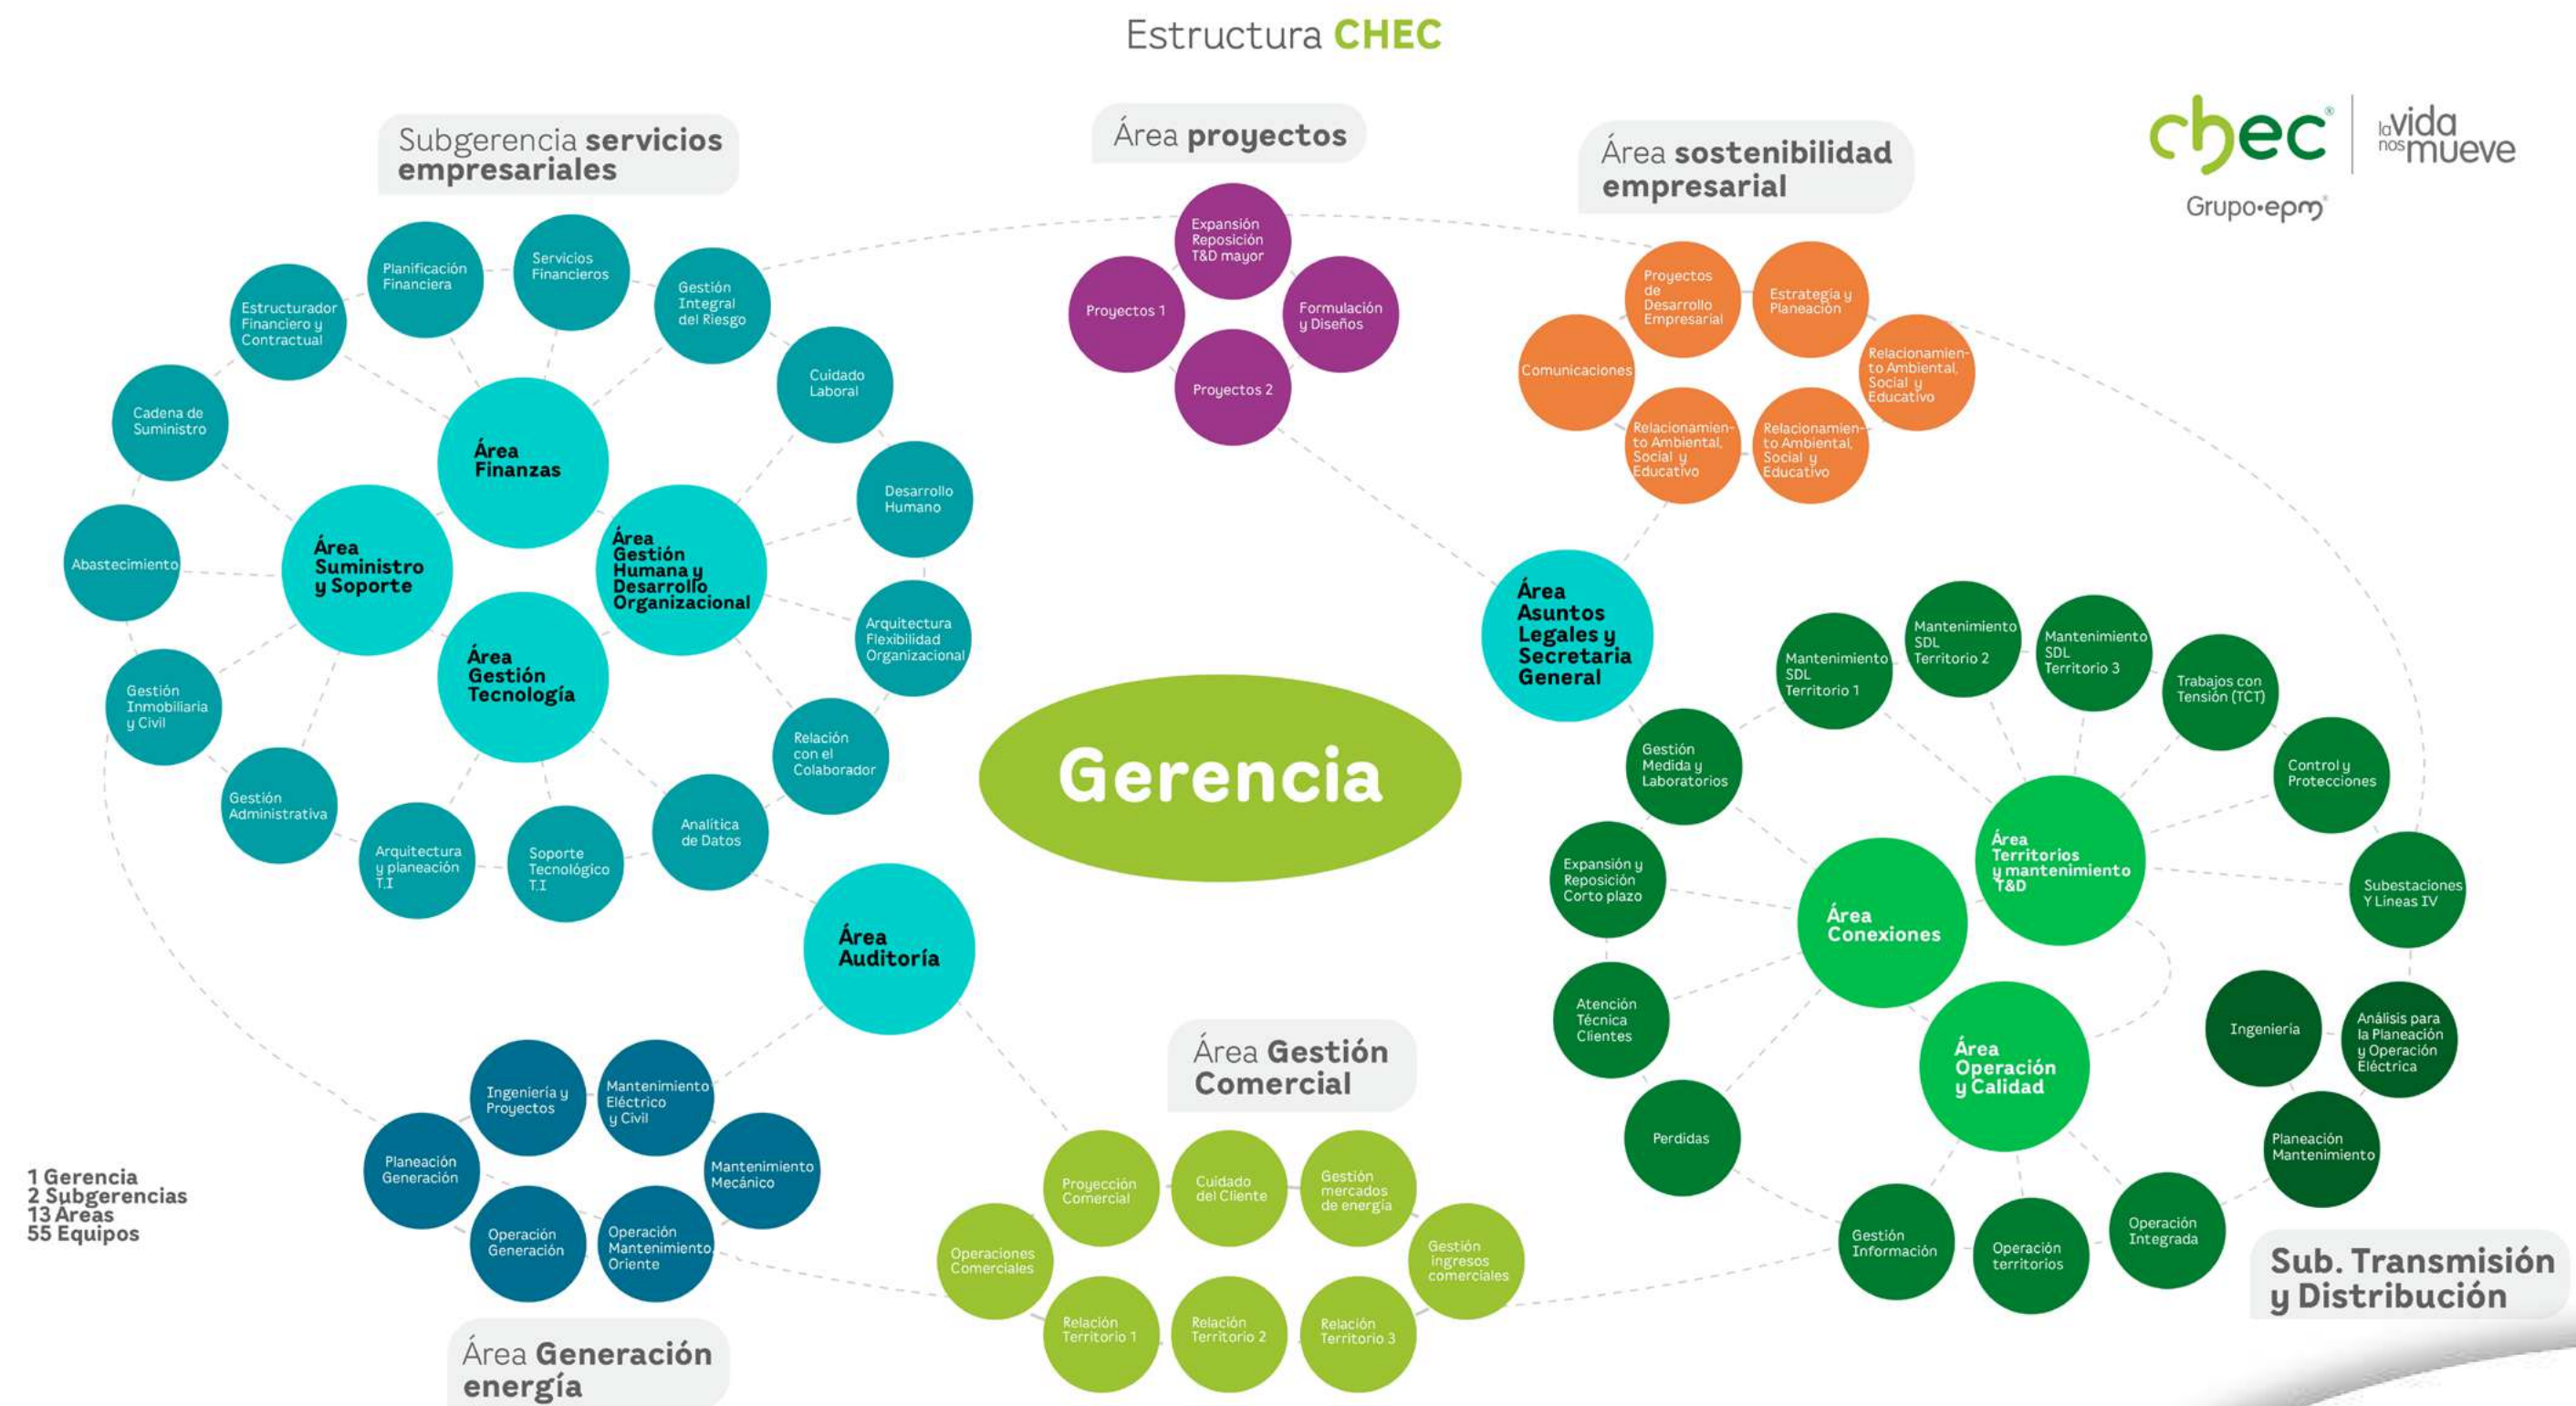 Estructura CHEC
chec®
la vida
nos mueve
Grupo•epm®
Subgerencia servicios
empresariales
Servicios
Financieros
Planificación
Financiera
Gestión
Integral
del Riesgo
Estructurador
Financiero y
Contractual
Cuidado
Laboral
Cadena de
Suministro
Desarrollo
Humano
Abastecimiento
Arquitectura
Flexibilidad
Organizacional
Gestión
Inmobiliaria
y Civil
Relación
con el
Colaborador
Gestión
Administrativa
Analítica
de Datos
Arquitectura
y planeación
T.I
Soporte
Tecnológico
T.I
Área
Finanzas
Área
Suministro
y Soporte
Área
Gestión
Humana y
Desarrollo
Organizacional
Área
Gestión
Tecnología
Área proyectos
Expansión
Reposición
T&D mayor
Proyectos 1
Formulación
y Diseños
Proyectos 2
Área sostenibilidad
empresarial
Proyectos
de
Desarrollo
Empresarial
Estrategia y
Planeación
Comunicaciones
Relacionamien-
to Ambiental,
Social y
Educativo
Relacionamien-
to Ambiental,
Social y
Educativo
Relacionamien-
to Ambiental,
Social y
Educativo
Área
Asuntos
Legales y
Secretaria
General
Gerencia
Área
Auditoría
Mantenimiento
SDL
Territorio 1
Mantenimiento
SDL
Territorio 2
Mantenimiento
SDL
Territorio 3
Trabajos con
Tensión (TCT)
Control y
Protecciones
Subestaciones
Y Lineas IV
Gestión
Medida y
Laboratorios
Expansión y
Reposición
Corto plazo
Atención
Técnica
Clientes
Perdidas
Área
Territorios
y mantenimiento
T&D
Área
Conexiones
Área
Operación
y Calidad
Ingeniería
Análisis para
la Planeación
y Operación
Eléctrica
Planeación
Mantenimiento
Gestión
Información
Operación
territorios
Operación
Integrada
Sub. Transmisión
y Distribución
Área Gestión
Comercial
Proyección
Comercial
Cuidado
del Cliente
Gestión
mercados
de energía
Operaciones
Comerciales
Gestión
ingresos
comerciales
Relación
Territorio 1
Relación
Territorio 2
Relación
Territorio 3
Ingeniería y
Proyectos
Mantenimiento
Eléctrico
y Civil
Planeación
Generación
Mantenimiento
Mecánico
Operación
Generación
Operación
Mantenimiento
Oriente
Área Generación
energía
1 Gerencia
2 Subgerencias
13 Áreas
55 Equipos